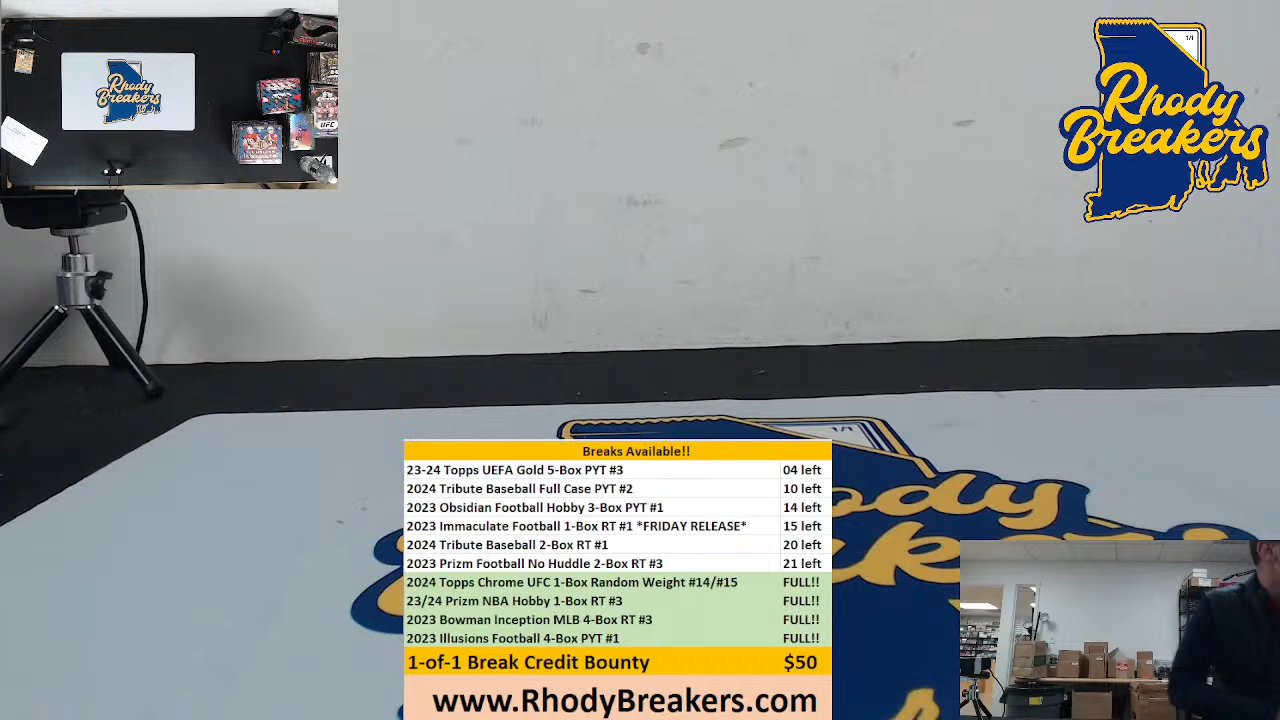 Rhody
Breakers
UFC
1/1
Rhody
Breakers
1/1
Breaks Available!!
23-24 Topps UEFA Gold 5-Box PYT #3 04 left
2024 Tribute Baseball Full Case PYT #2 10 left
2023 Obsidian Football Hobby 3-Box PYT #1 14 left
2023 Immaculate Football 1-Box RT #1 *FRIDAY RELEASE* 15 left
2024 Tribute Baseball 2-Box RT #1 20 left
2023 Prizm Football No Huddle 2-Box RT #3 21 left
2024 Topps Chrome UFC 1-Box Random Weight #14/#15 FULL!!
23/24 Prizm NBA Hobby 1-Box RT #3 FULL!!
2023 Bowman Inception MLB 4-Box RT #3 FULL!!
2023 Illusions Football 4-Box PYT #1 FULL!!
1-of-1 Break Credit Bounty $50
www.RhodyBreakers.com